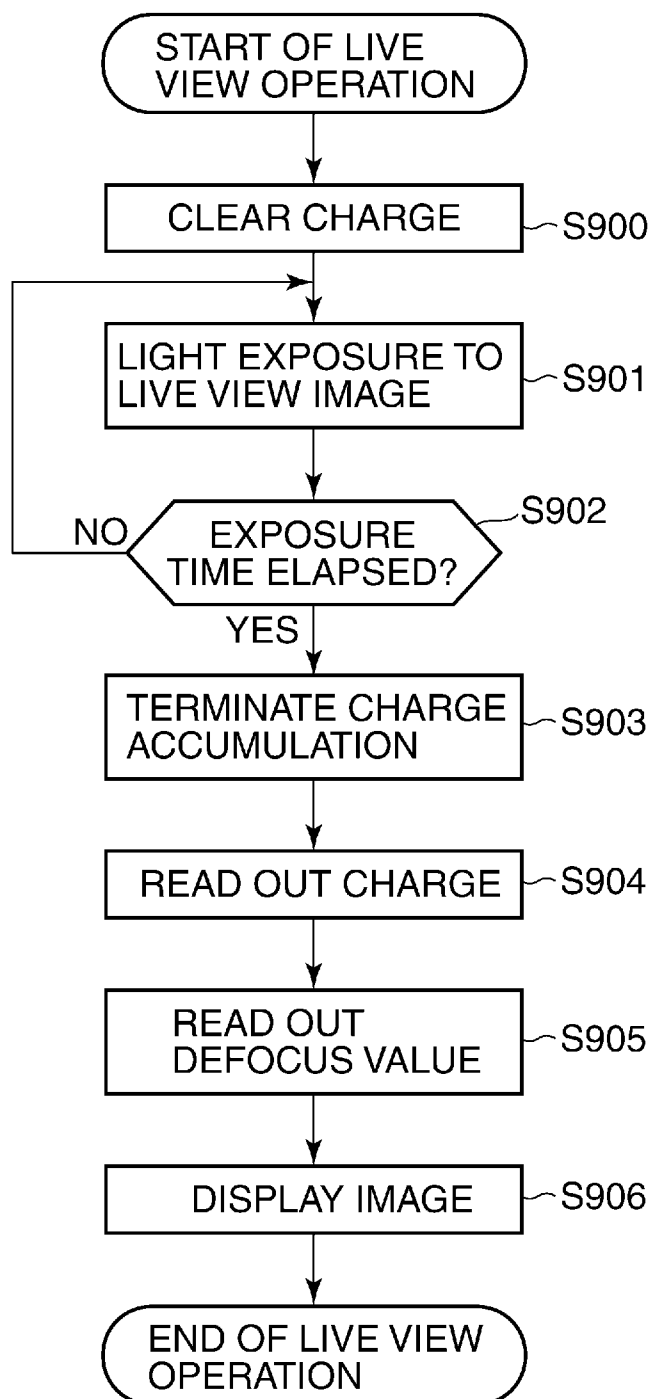 START OF LIVE
VIEW OPERATION
CLEAR CHARGE
S900
LIGHT EXPOSURE TO
LIVE VIEW IMAGE
S901
EXPOSURE
TIME ELAPSED?
S902
NO
YES
TERMINATE CHARGE
ACCUMULATION
S903
READ OUT CHARGE
S904
READ OUT
DEFOCUS VALUE
S905
DISPLAY IMAGE
S906
END OF LIVE VIEW
OPERATION